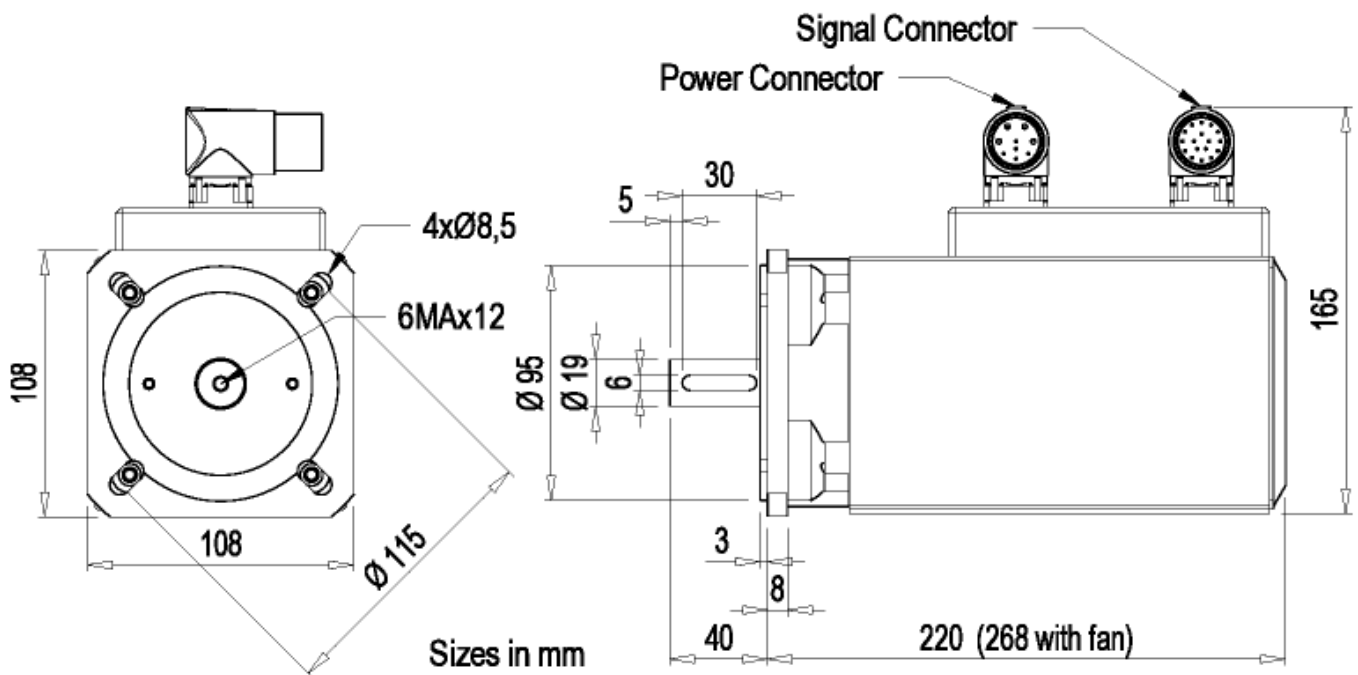 Signal Connector
Power Connector
30
5
4xØ8,5
6MAx12
108
108
Ø 115
Ø 95
Ø 19
6
165
3
8
40
220 (268 with fan)
Sizes in mm